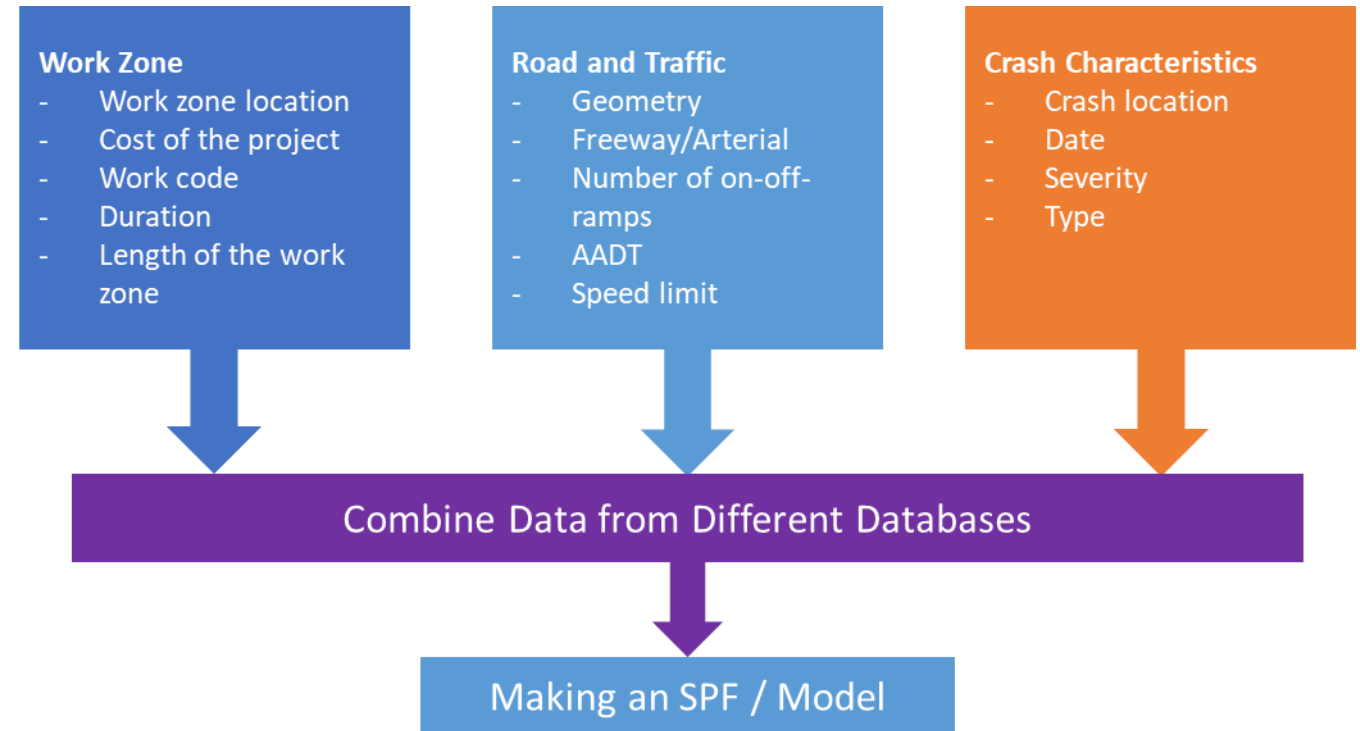 Work Zone
- Work zone location
- Cost of the project
- Work code
- Duration
- Length of the work
zone
Road and Traffic
- Geometry
- Freeway/Arterial
- Number of on-off-
ramps
- AADT
- Speed limit
Crash Characteristics
- Crash location
- Date
- Severity
- Type
Combine Data from Different Databases
Making an SPF / Model